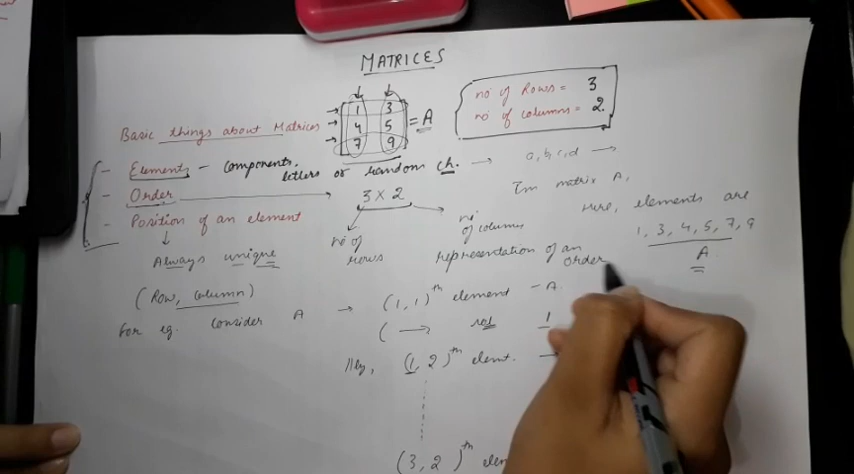 MATRICES
Basic things about Matrices
1 3
4 5 = A
7 9
no of Rows = 3
no of columns = 2
- Elements - components, letters or random ch. → a, b, c, d →
- Order → 3 × 2
no of rows
no of columns
representation of an order
In matrix A,
Here, elements are
1, 3, 4, 5, 7, 9
A
- Position of an element
↓
Always unique
(Row, column)
For eg. consider A → (1, 1)th element - A
( → 1
lly, (1, 2)th elemt. →
(3, 2)th elem